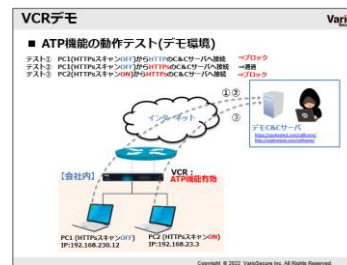 VCRデモ
■ ATP機能の動作テスト(デモ環境)
テスト① PC1(HTTPsスキャンOFF)からHTTPのC&Cサーバへ接続 ⇒ブロック
テスト② PC1(HTTPsスキャンOFF)からHTTPsのC&Cサーバへ接続 ⇒通過
テスト③ PC2(HTTPsスキャンON)からHTTPsのC&Cサーバへ接続 ⇒ブロック
①②
③
インターネット
デモC&Cサーバ
【会社内】
VCR：
ATP機能有効
PC1 (HTTPsスキャンOFF)
IP:192.168.230.12
PC2 (HTTPsスキャンON)
IP:192.168.23.3
Copyright © 2022 VarioSecure Inc. All Rights Reserved.